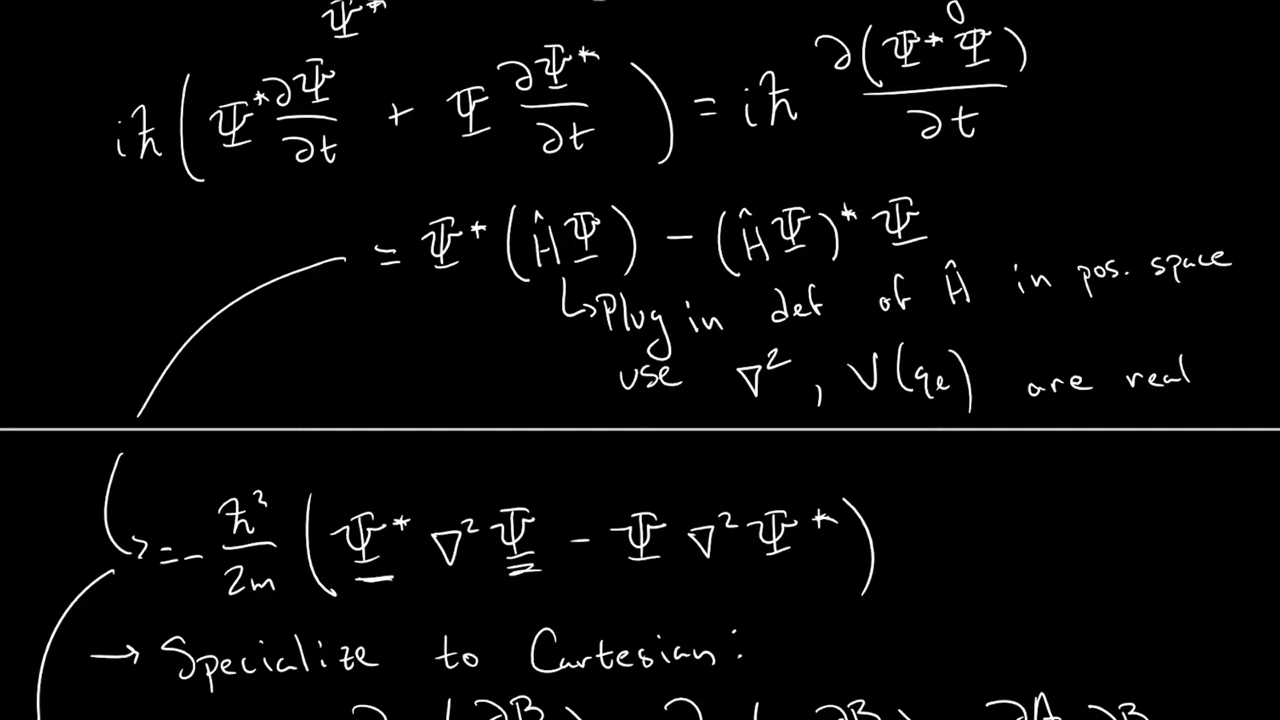 Ψ*
iħ(Ψ* ∂Ψ/∂t + Ψ ∂Ψ*/∂t) = iħ ∂(Ψ*Ψ)/∂t
= Ψ*(ĤΨ) − (ĤΨ)*Ψ
↳Plug in def of Ĥ in pos. space
use ∇², V(qₑ) are real
= − ħ²/2m (Ψ* ∇²Ψ − Ψ ∇²Ψ*)
→ Specialize to Cartesian: